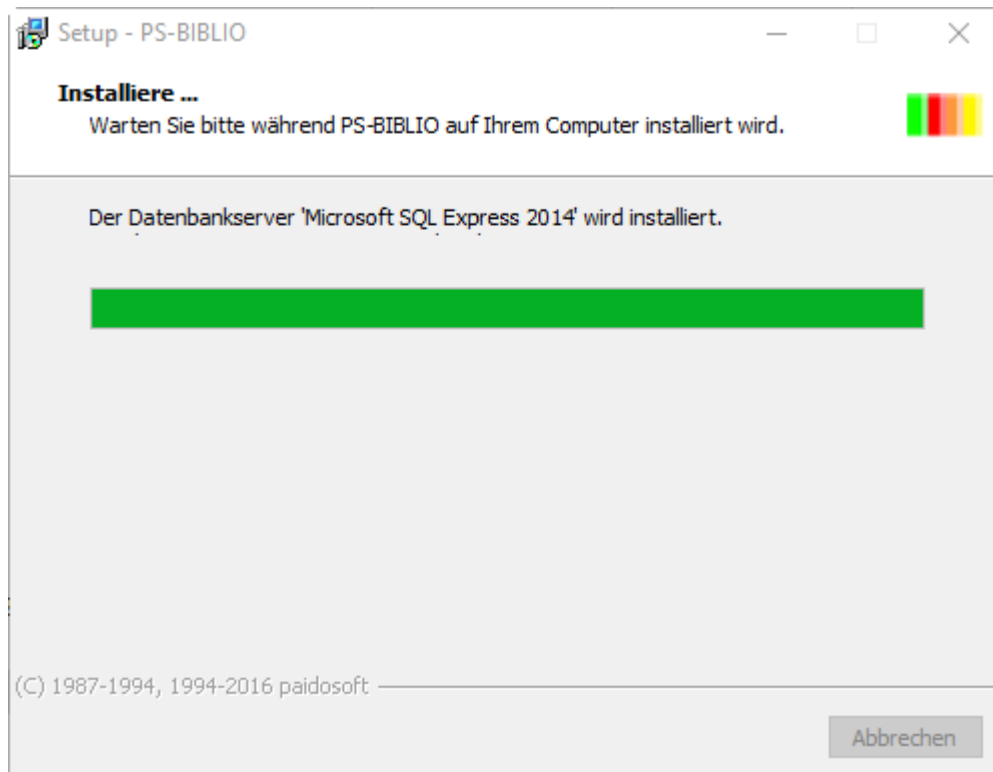 Setup - PS-BIBLIO
Installiere ...
Warten Sie bitte während PS-BIBLIO auf Ihrem Computer installiert wird.
Der Datenbankserver 'Microsoft SQL Express 2014' wird installiert.
(C) 1987-1994, 1994-2016 paidosoft
Abbrechen